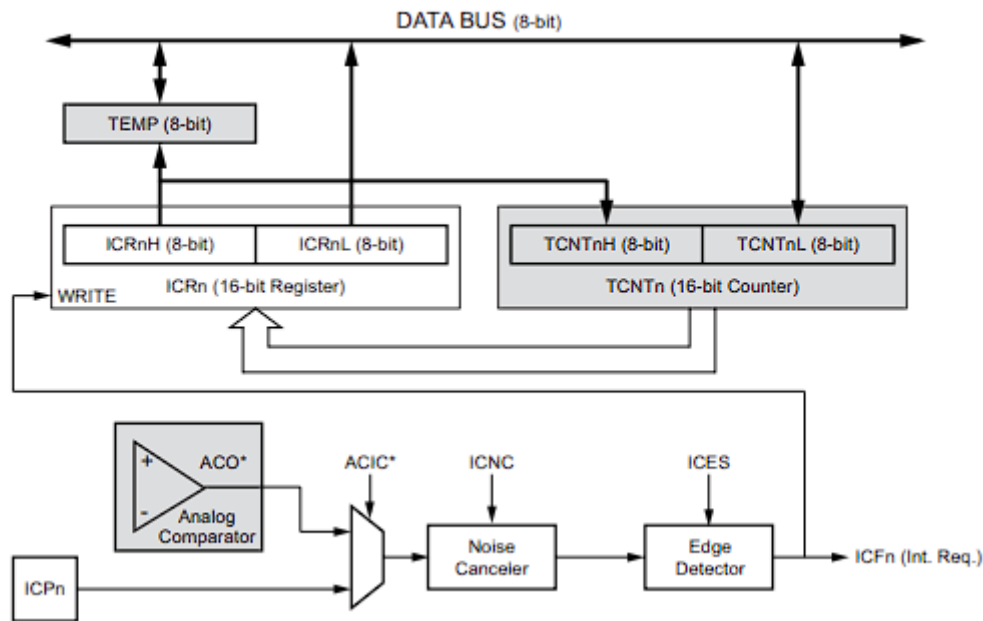 DATA BUS (8-bit)
TEMP (8-bit)
ICRnH (8-bit)
ICRnL (8-bit)
TCNTnH (8-bit)
TCNTnL (8-bit)
WRITE
ICRn (16-bit Register)
TCNTn (16-bit Counter)
+
ACO*
-
Analog
Comparator
ACIC*
ICNC
ICES
Noise
Canceler
Edge
Detector
ICFn (Int. Req.)
ICPn